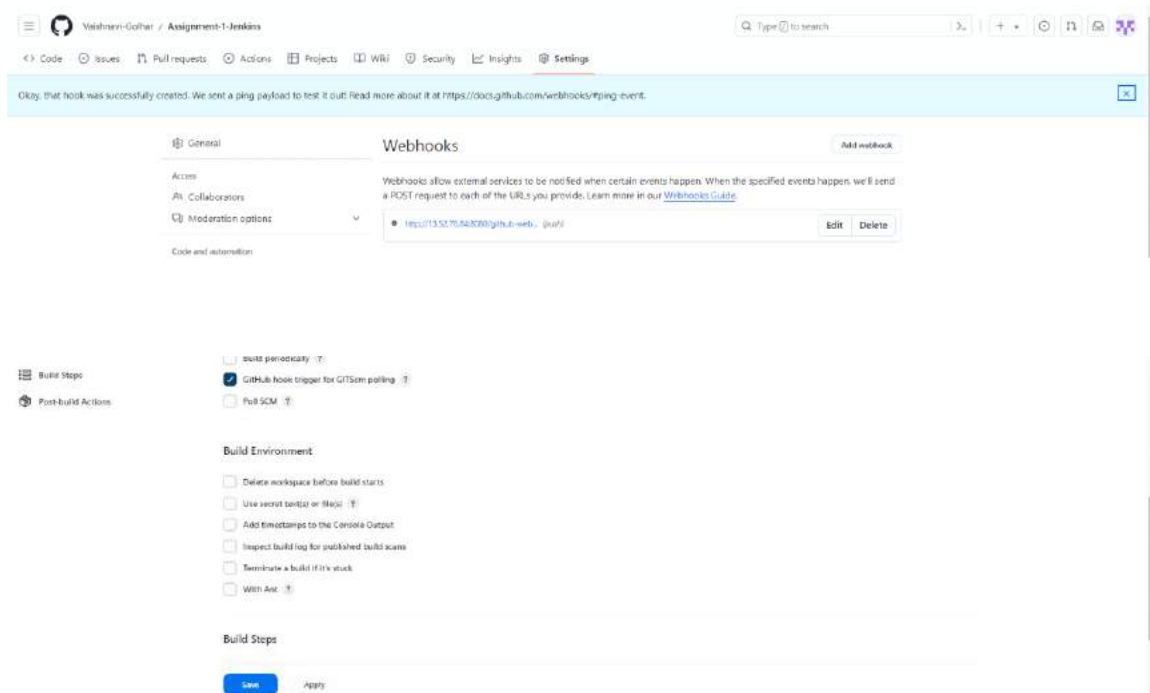 Vaishnavi-Golhar / Assignment-1-Jenkins
Type / to search
Code Issues Pull requests Actions Projects Wiki Security Insights Settings
Okay, that hook was successfully created. We sent a ping payload to test it out! Read more about it at https://docs.github.com/webhooks/#ping-event.
General
Webhooks
Add webhook
Access
Collaborators
Moderation options
Code and automation
Webhooks allow external services to be notified when certain events happen. When the specified events happen, we'll send
a POST request to each of the URLs you provide. Learn more in our Webhooks Guide.
(push)
Edit Delete
Build periodically ?
Build Steps
GitHub hook trigger for GITScm polling ?
Post-build Actions
Poll SCM ?
Build Environment
Delete workspace before build starts
Use secret text(s) or file(s) ?
Add timestamps to the Console Output
Inspect build log for published build scans
Terminate a build if it's stuck
With Ant ?
Build Steps
Save Apply